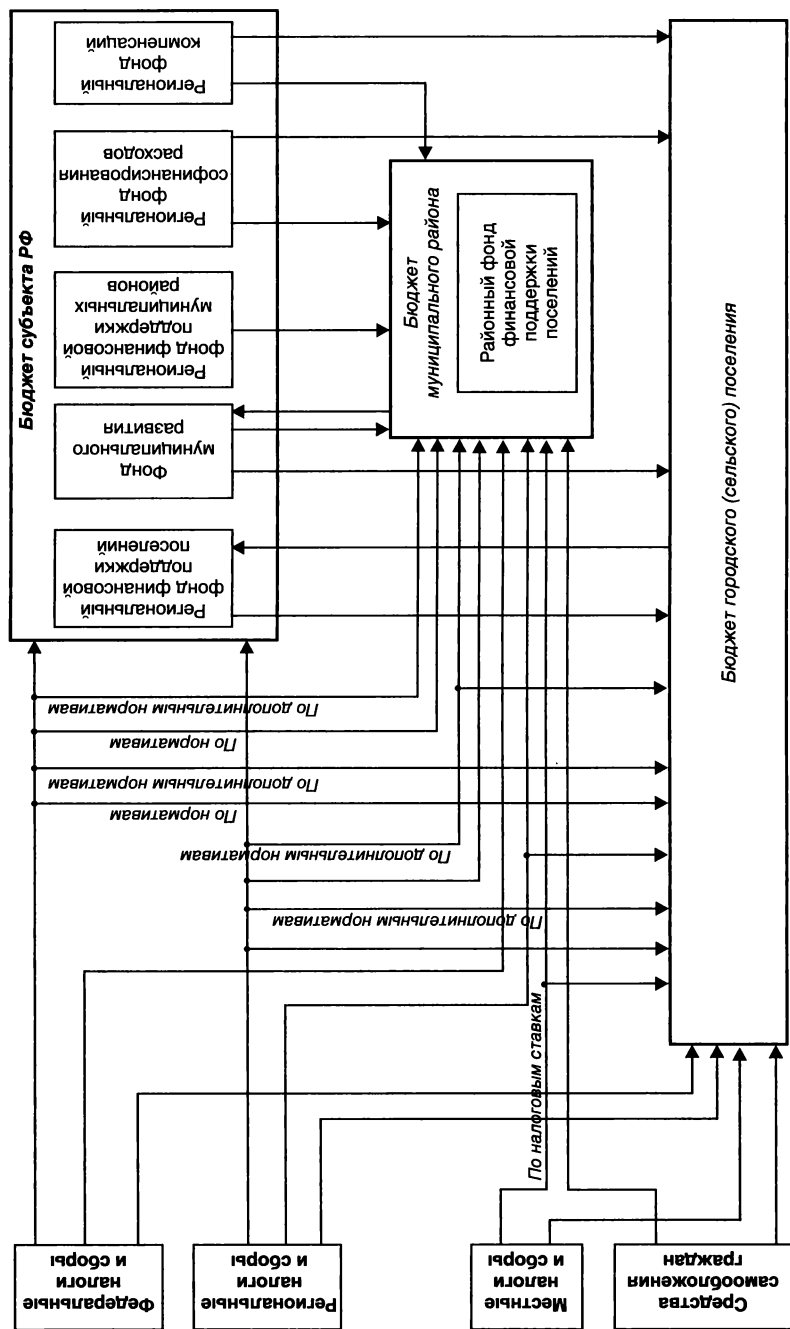 Бюджет субъекта РФ
Региональный
фонд финансовой
поддержки
поселений
Фонд
муниципального
развития
Региональный
фонд финансовой
поддержки
муниципальных
районов
Региональный
фонд
софинансирования
расходов
Региональный
фонд
компенсаций
Бюджет
муниципального района
Районный фонд
финансовой
поддержки
поселений
Бюджет городского (сельского) поселения
По дополнительным нормативам
По нормативам
По дополнительным нормативам
По нормативам
По дополнительным нормативам
По дополнительным нормативам
По налоговым ставкам
Федеральные
налоги
и сборы
Региональные
налоги
и сборы
Местные
налоги
и сборы
Средства
самообложения
граждан